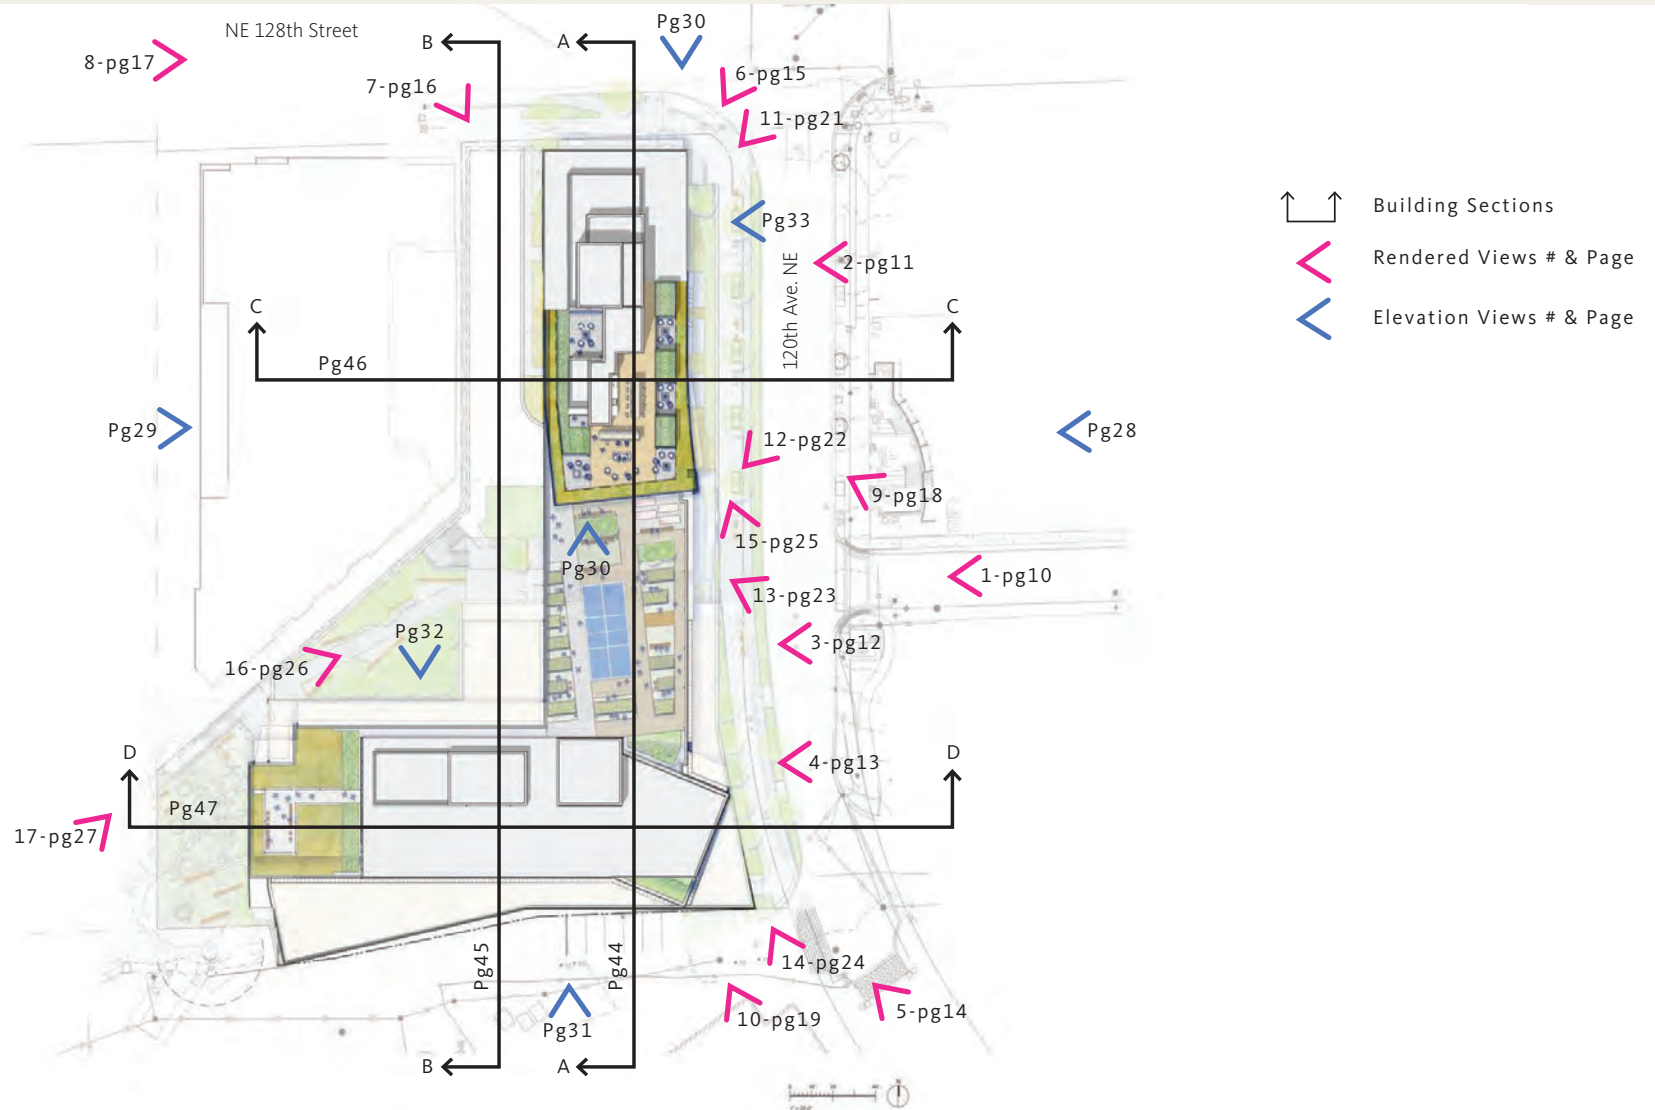 Pg30
NE 128th Street
B
A
8-pg17
6-pg15
7-pg16
11-pg21
Building Sections
Pg33
120th Ave. NE
2-pg11
Rendered Views # & Page
C
C
Elevation Views # & Page
Pg46
Pg29
12-pg22
Pg28
9-pg18
15-pg25
Pg30
1-pg10
13-pg23
Pg32
3-pg12
16-pg26
D
4-pg13
D
Pg47
17-pg27
Pg45
Pg44
14-pg24
5-pg14
10-pg19
Pg31
B
A